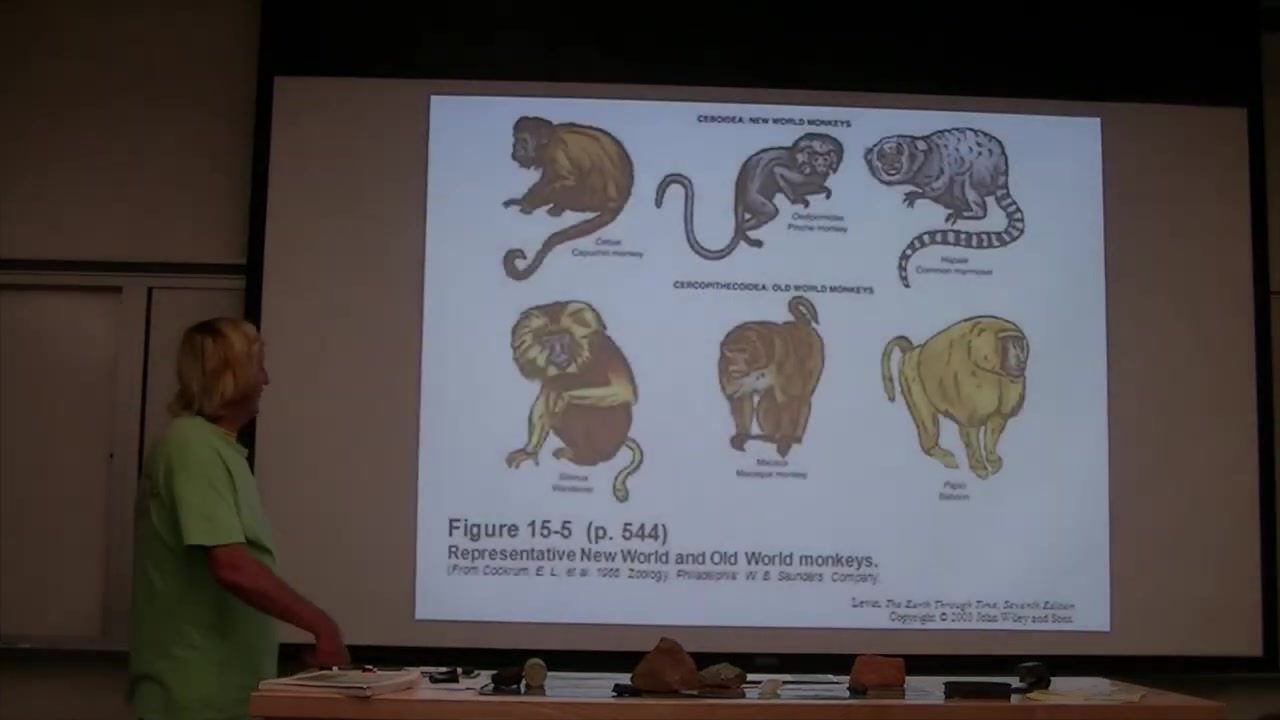 CEBOIDEA: NEW WORLD MONKEYS
Cebus
Capuchin monkey
Oedipomidas
Pinche monkey
Hapale
Common marmoset
CERCOPITHECOIDEA: OLD WORLD MONKEYS
Silenus
Wanderoo
Macaca
Macaque monkey
Papio
Baboon
Figure 15-5 (p. 544)
Representative New World and Old World monkeys.
(From Cockrum, E. L., et al. 1966. Zoology. Philadelphia: W. B. Saunders Company.
Levin, The Earth Through Time, Seventh Edition
Copyright © 2003 John Wiley and Sons